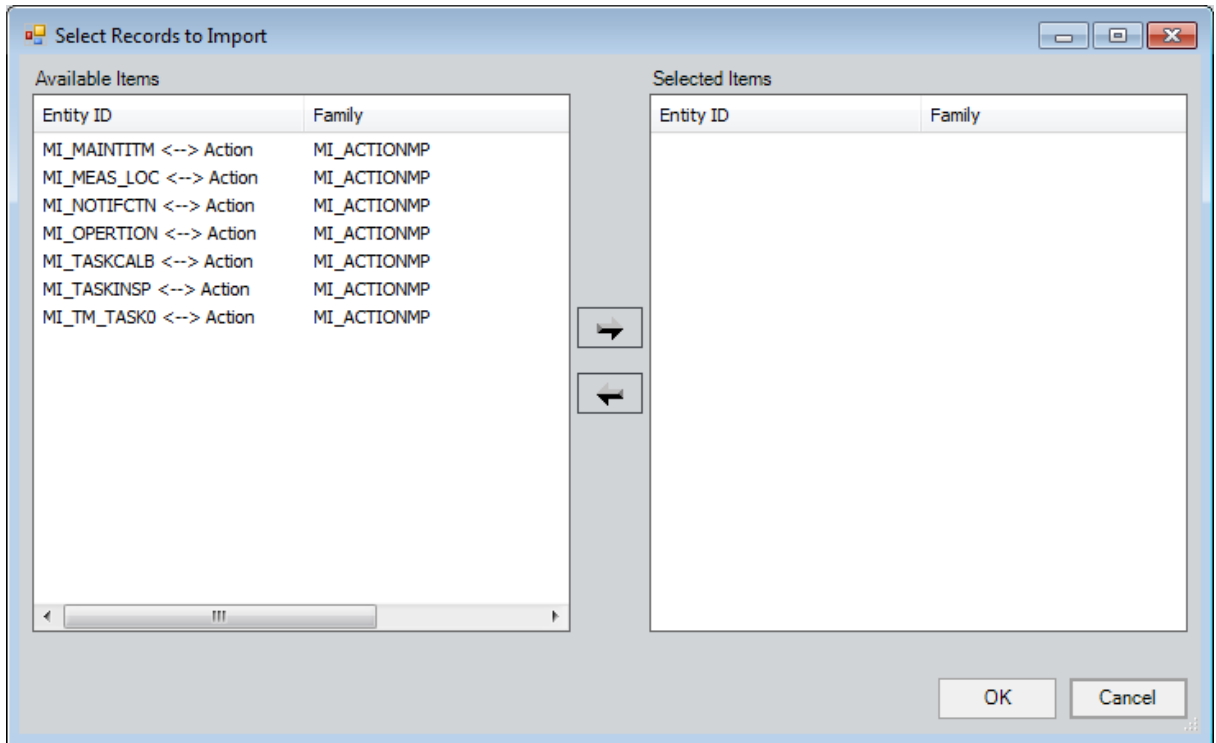 Select Records to Import
Available Items
Selected Items
Entity ID Family
Entity ID Family
MI_MAINTITM <--> Action MI_ACTIONMP
MI_MEAS_LOC <--> Action MI_ACTIONMP
MI_NOTIFCTN <--> Action MI_ACTIONMP
MI_OPERTION <--> Action MI_ACTIONMP
MI_TASKCALB <--> Action MI_ACTIONMP
MI_TASKINSP <--> Action MI_ACTIONMP
MI_TM_TASK0 <--> Action MI_ACTIONMP
OK
Cancel